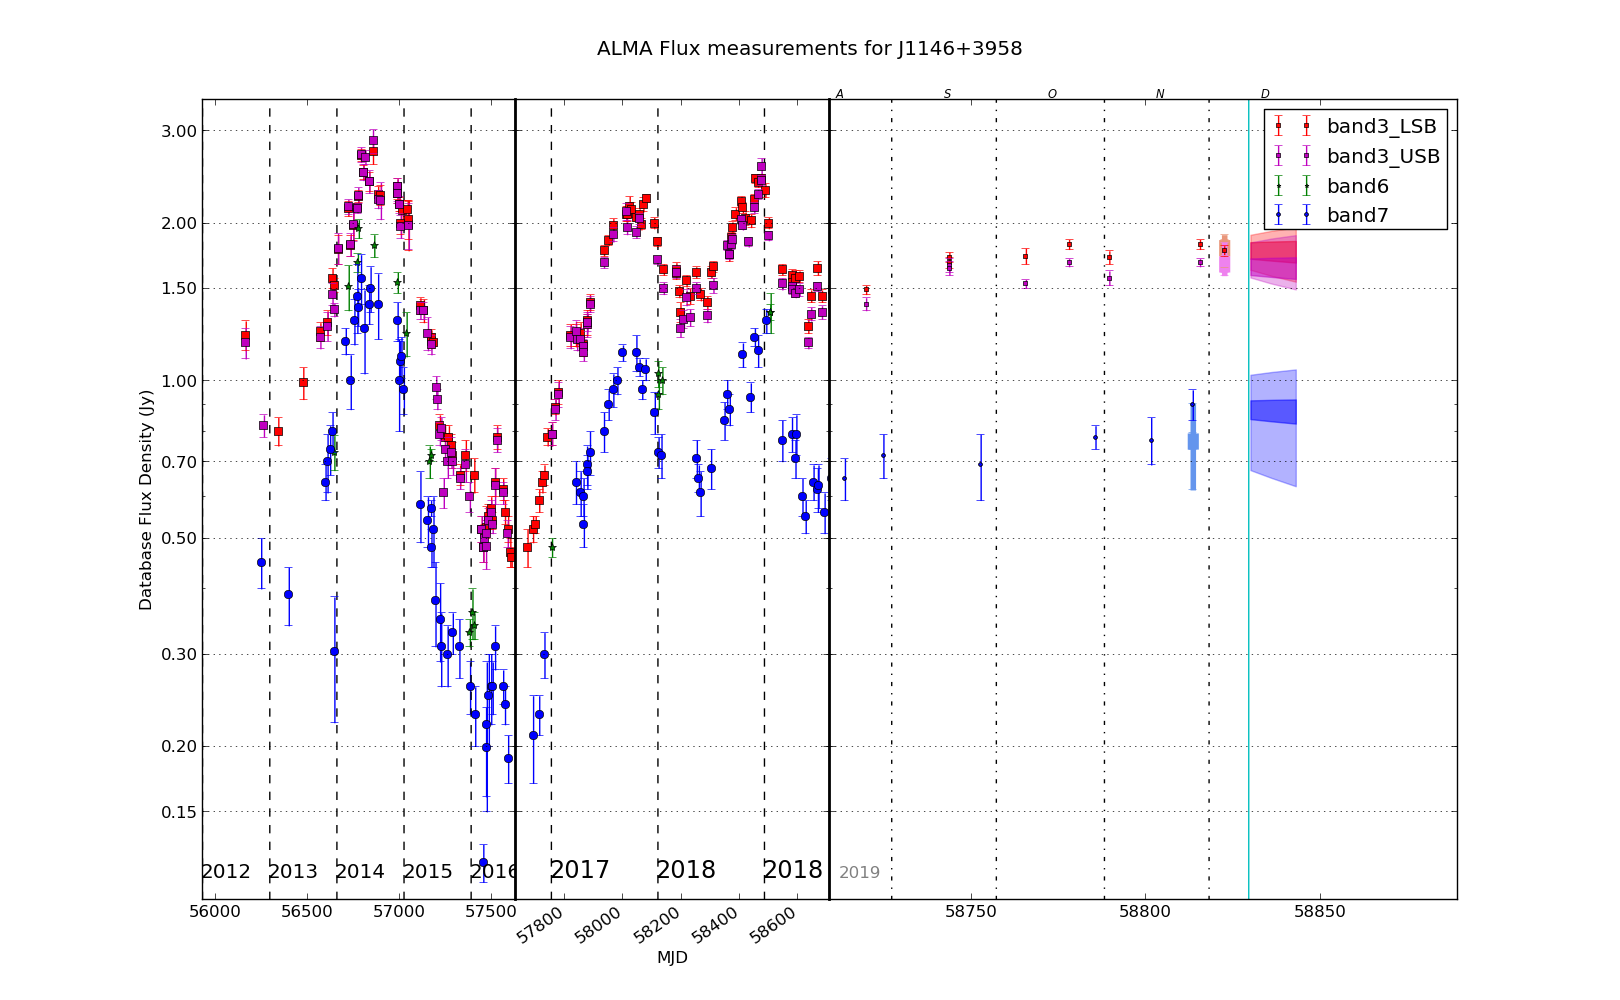 ALMA Flux measurements for J1146+3958
A S O N D
band3_LSB
band3_USB
band6
band7
Database Flux Density (Jy)
3.00
2.00
1.50
1.00
0.70
0.50
0.30
0.20
0.15
2012 2013 2014 2015 2016 2017 2018 2018 2019
56000 56500 57000 57500 57800 58000 58200 58400 58600 58750 58800 58850
MJD